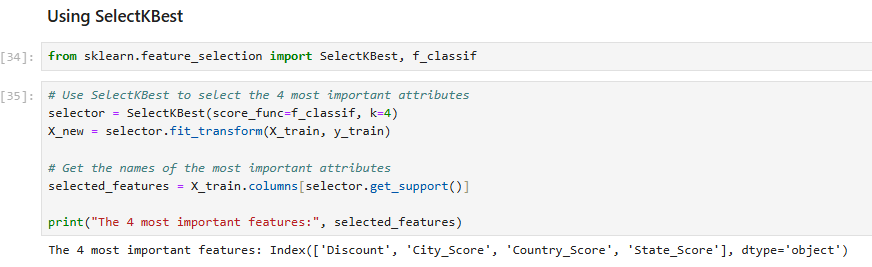 Using SelectKBest
[34]: from sklearn.feature_selection import SelectKBest, f_classif
[35]: # Use SelectKBest to select the 4 most important attributes
selector = SelectKBest(score_func=f_classif, k=4)
X_new = selector.fit_transform(X_train, y_train)
# Get the names of the most important attributes
selected_features = X_train.columns[selector.get_support()]
print("The 4 most important features:", selected_features)
The 4 most important features: Index(['Discount', 'City_Score', 'Country_Score', 'State_Score'], dtype='object')